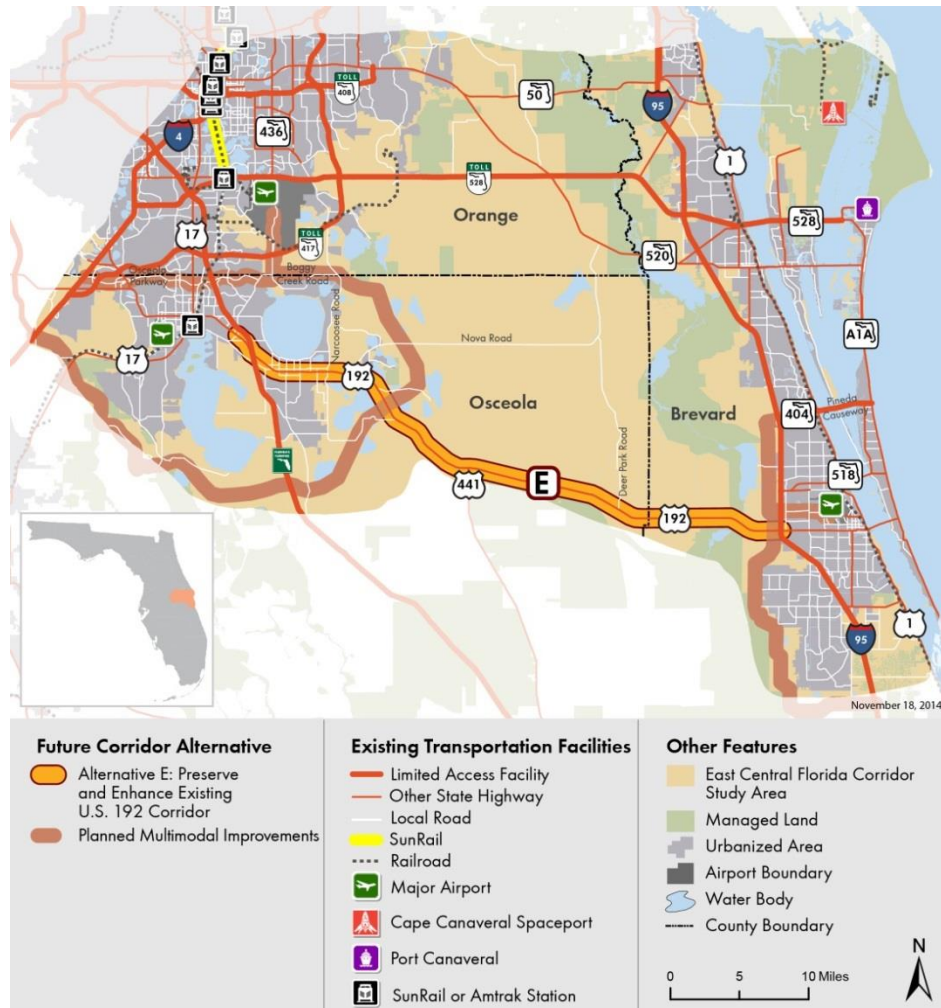 TOLL
408
50
95
4
436
1
TOLL
528
Orange
528
17
TOLL
417
520
Osceola
Parkway
Boggy
Creek Road
Narcoossee Road
A1A
17
Nova Road
192
Osceola
Brevard
404
Pineda
Causeway
Deer Park Road
441
E
518
192
1
95
November 18, 2014
Future Corridor Alternative
Alternative E: Preserve
and Enhance Existing
U.S. 192 Corridor
Planned Multimodal Improvements
Existing Transportation Facilities
Limited Access Facility
Other State Highway
Local Road
SunRail
Railroad
Major Airport
Cape Canaveral Spaceport
Port Canaveral
SunRail or Amtrak Station
Other Features
East Central Florida Corridor
Study Area
Managed Land
Urbanized Area
Airport Boundary
Water Body
County Boundary
N
0 5 10 Miles